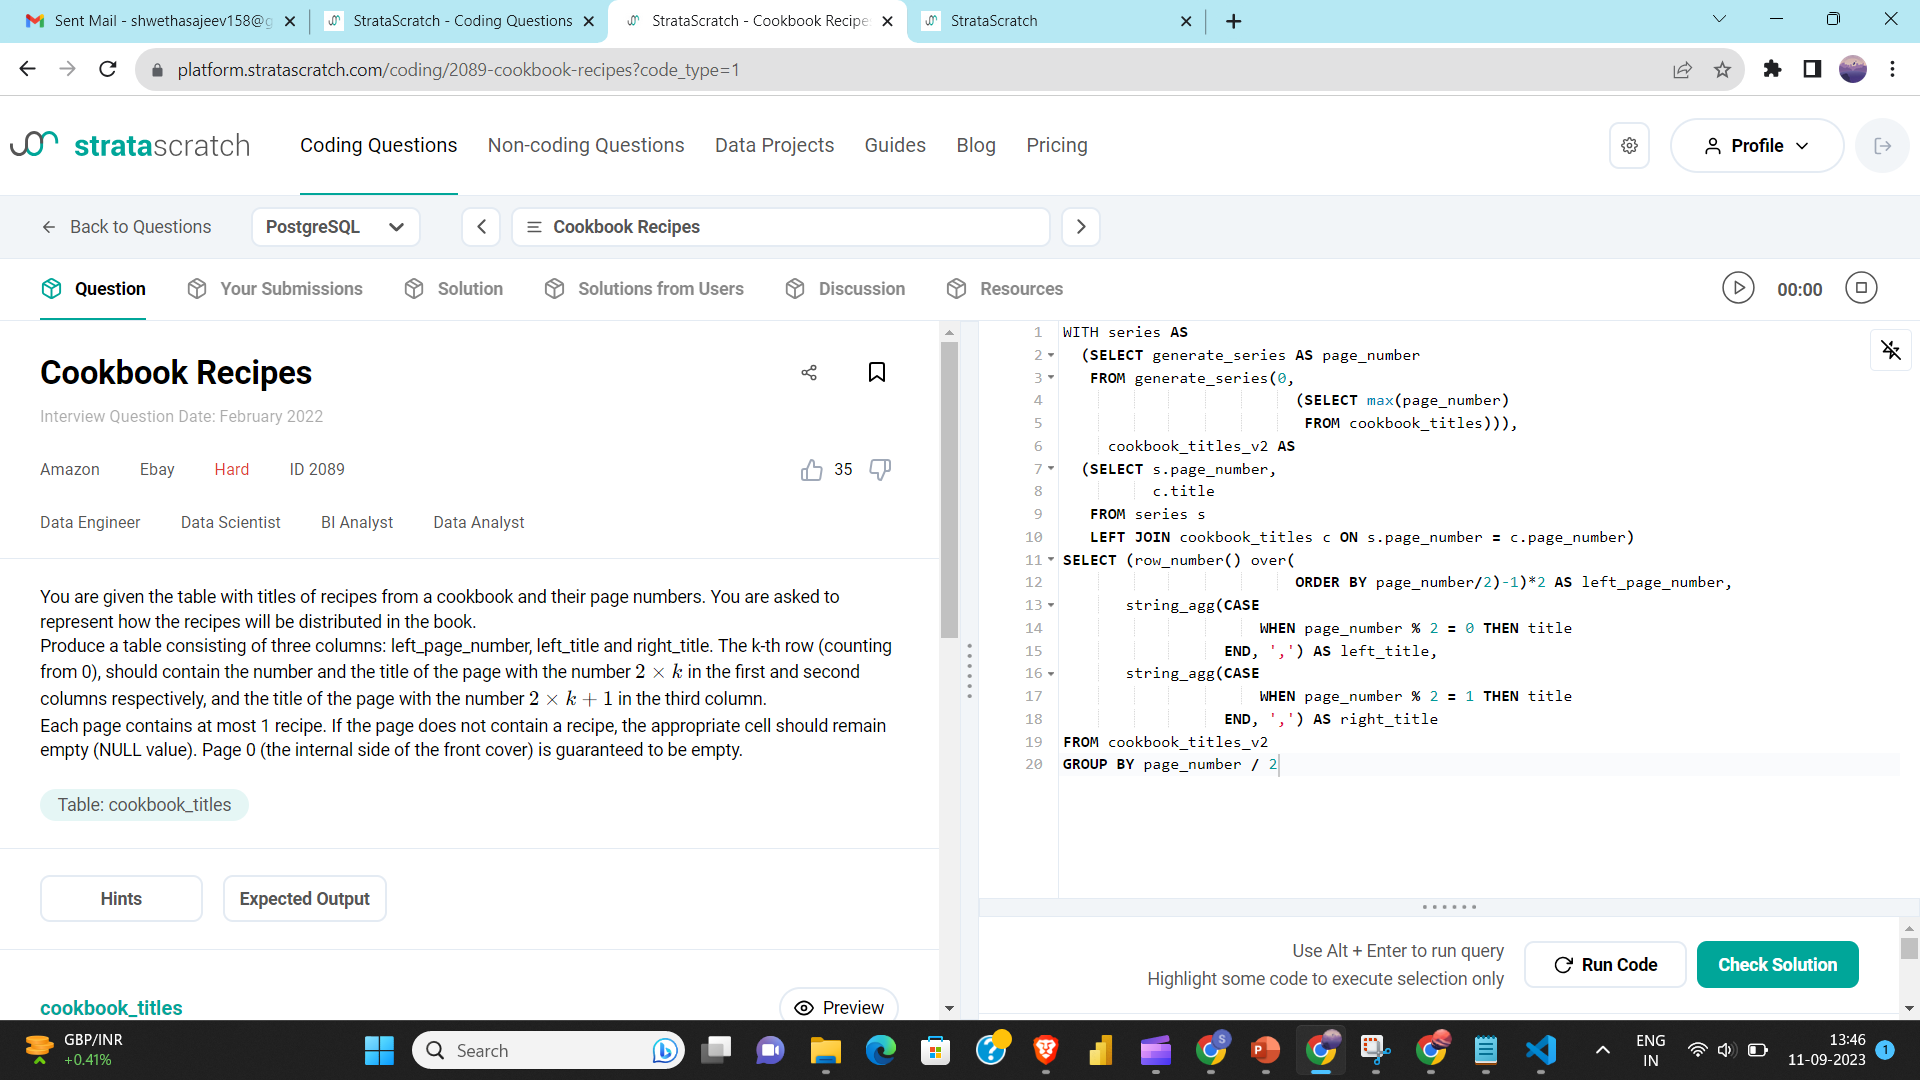 Sent Mail - shwethasajeev158@g
StrataScratch - Coding Questions
StrataScratch - Cookbook Recipe
StrataScratch
platform.stratascratch.com/coding/2089-cookbook-recipes?code_type=1
stratascratch
Coding Questions
Non-coding Questions
Data Projects
Guides
Blog
Pricing
Profile
Back to Questions
PostgreSQL
Cookbook Recipes
Question
Your Submissions
Solution
Solutions from Users
Discussion
Resources
00:00
Cookbook Recipes
Interview Question Date: February 2022
Amazon Ebay Hard ID 2089
35
Data Engineer Data Scientist BI Analyst Data Analyst
You are given the table with titles of recipes from a cookbook and their page numbers. You are asked to
represent how the recipes will be distributed in the book.
Produce a table consisting of three columns: left_page_number, left_title and right_title. The k-th row (counting
from 0), should contain the number and the title of the page with the number 2 × k in the first and second
columns respectively, and the title of the page with the number 2 × k + 1 in the third column.
Each page contains at most 1 recipe. If the page does not contain a recipe, the appropriate cell should remain
empty (NULL value). Page 0 (the internal side of the front cover) is guaranteed to be empty.
Table: cookbook_titles
Hints
Expected Output
cookbook_titles
Preview
1 WITH series AS
2 (SELECT generate_series AS page_number
3 FROM generate_series(0,
4 (SELECT max(page_number)
5 FROM cookbook_titles))),
6 cookbook_titles_v2 AS
7 (SELECT s.page_number,
8 c.title
9 FROM series s
10 LEFT JOIN cookbook_titles c ON s.page_number = c.page_number)
11 SELECT (row_number() over(
12 ORDER BY page_number/2)-1)*2 AS left_page_number,
13 string_agg(CASE
14 WHEN page_number % 2 = 0 THEN title
15 END, ',') AS left_title,
16 string_agg(CASE
17 WHEN page_number % 2 = 1 THEN title
18 END, ',') AS right_title
19 FROM cookbook_titles_v2
20 GROUP BY page_number / 2
Use Alt + Enter to run query
Highlight some code to execute selection only
Run Code
Check Solution
GBP/INR
+0.41%
Search
ENG
IN
13:46
11-09-2023
1